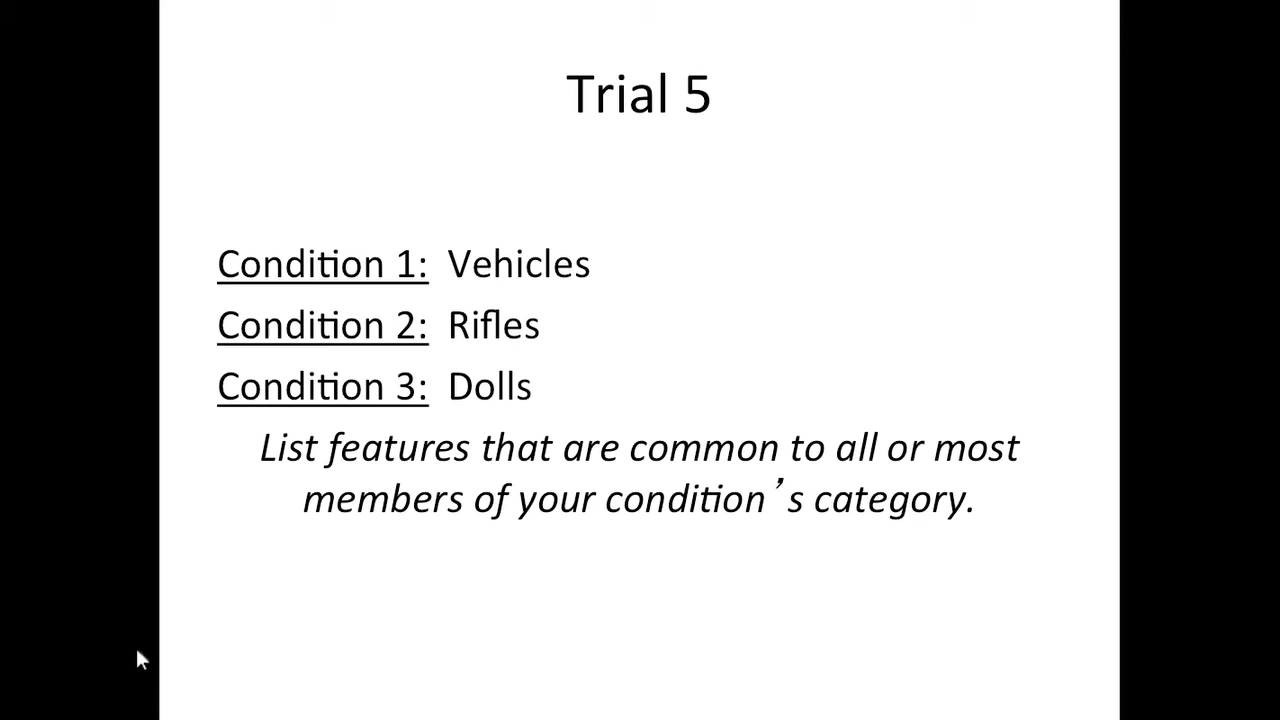 Trial 5
Condition 1: Vehicles
Condition 2: Rifles
Condition 3: Dolls
List features that are common to all or most
members of your condition’s category.